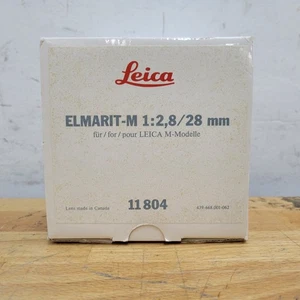 Leica
ELMARIT-M 1:2,8/28 mm
für/for/pour LEICA M-Modelle
Lens made in Canada
11 804